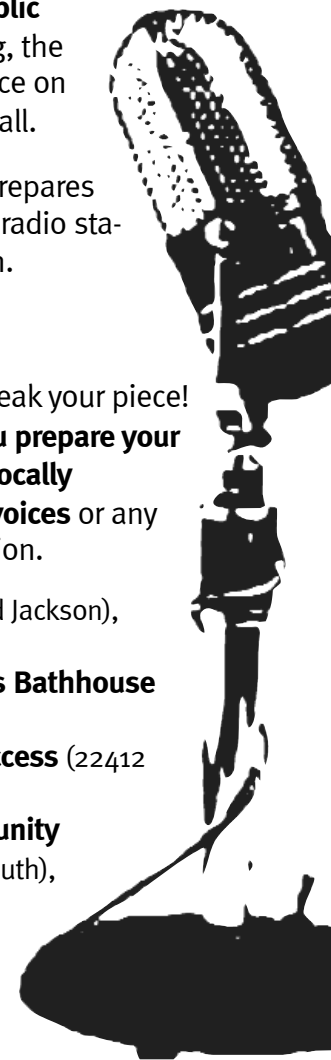 blic
g, the
ce on
all.
repares
radio sta-
n.
eak your piece!
u prepare your
ocally
voices or any
ion.
d Jackson),
s Bathhouse
ccess (22412
unity
uth),